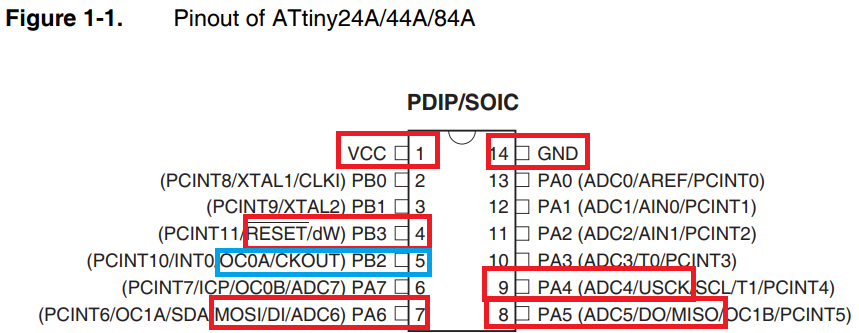 Figure 1-1. Pinout of ATtiny24A/44A/84A
PDIP/SOIC
VCC 1 14 GND
(PCINT8/XTAL1/CLKI) PB0 2 13 PA0 (ADC0/AREF/PCINT0)
(PCINT9/XTAL2) PB1 3 12 PA1 (ADC1/AIN0/PCINT1)
(PCINT11/RESET/dW) PB3 4 11 PA2 (ADC2/AIN1/PCINT2)
(PCINT10/INT0/OC0A/CKOUT) PB2 5 10 PA3 (ADC3/T0/PCINT3)
(PCINT7/ICP/OC0B/ADC7) PA7 6 9 PA4 (ADC4/USCK/SCL/T1/PCINT4)
(PCINT6/OC1A/SDA/MOSI/DI/ADC6) PA6 7 8 PA5 (ADC5/DO/MISO/OC1B/PCINT5)